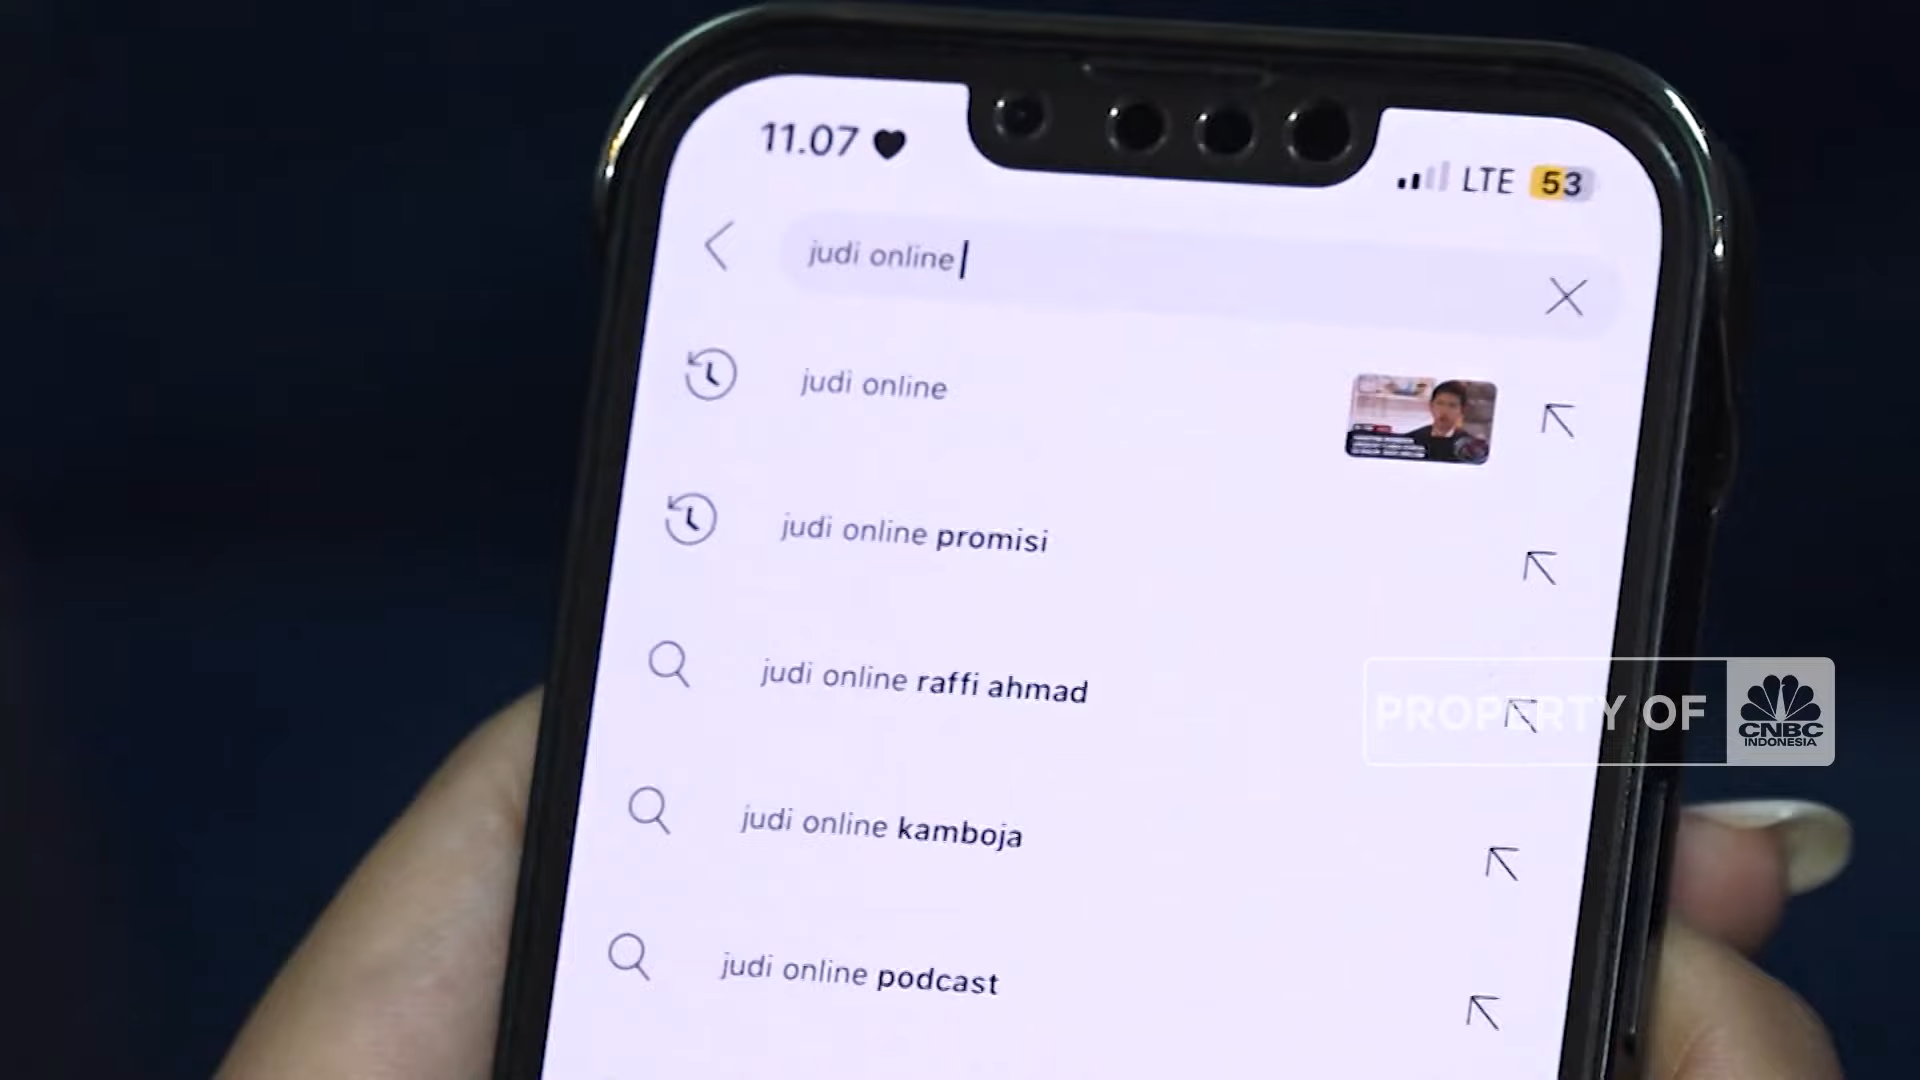 11.07
LTE 53
judi online
judi online
judi online promisi
judi online raffi ahmad
PROPERTY OF
CNBC
INDONESIA
judi online kamboja
judi online podcast